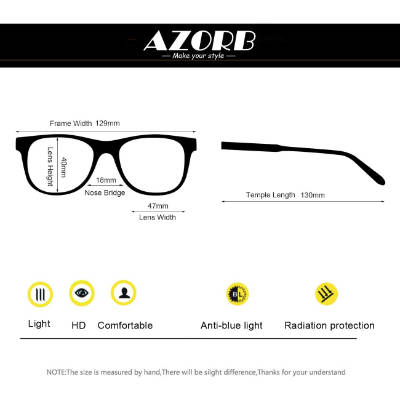 AZORB
Make your style
Frame Width 129mm
Lens Height
40mm
16mm
Nose Bridge
47mm
Lens Width
Temple Length 130mm
BL
Light HD Comfortable Anti-blue light Radiation protection
NOTE:The size is measured by hand,There will be silght difference,Thanks for your understand